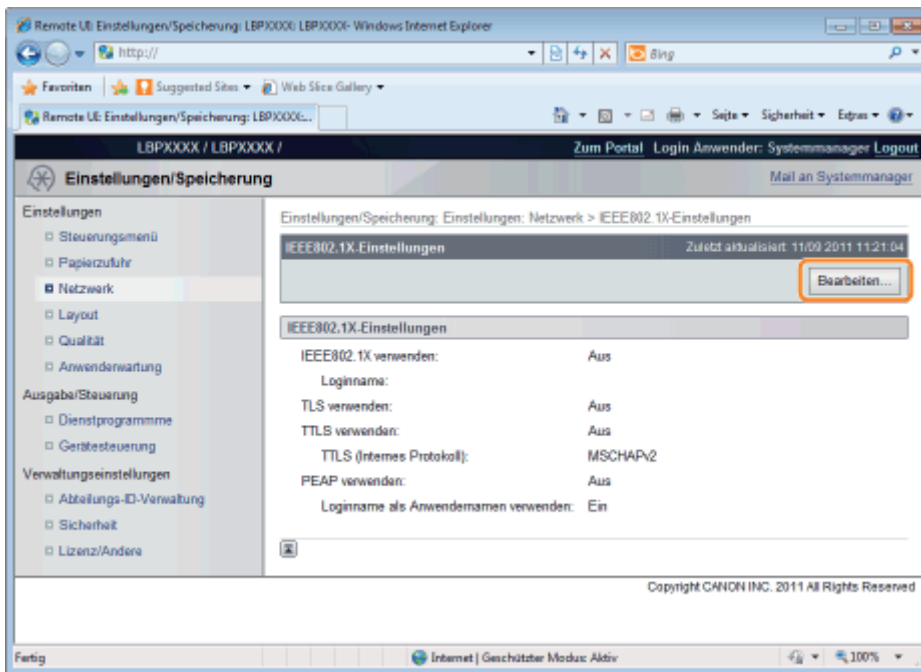 Remote UI: Einstellungen/Speicherung: LBPXXXX: LBPXXXX- Windows Internet Explorer
http://
Bing
Favoriten Suggested Sites Web Slice Gallery
Remote UI: Einstellungen/Speicherung: LBPXXXX:... Seite Sicherheit Extras
LBPXXXX / LBPXXXX / Zum Portal Login Anwender: Systemmanager Logout
Einstellungen/Speicherung Mail an Systemmanager
Einstellungen
Steuerungsmenü
Papierzufuhr
Netzwerk
Layout
Qualität
Anwenderwartung
Ausgabe/Steuerung
Dienstprogrammme
Gerätesteuerung
Verwaltungseinstellungen
Abteilungs-ID-Verwaltung
Sicherheit
Lizenz/Andere
Einstellungen/Speicherung: Einstellungen: Netzwerk > IEEE802.1X-Einstellungen
IEEE802.1X-Einstellungen Zuletzt aktualisiert: 11/09 2011 11:21:04
Bearbeiten...
IEEE802.1X-Einstellungen
IEEE802.1X verwenden: Aus
Loginname:
TLS verwenden: Aus
TTLS verwenden: Aus
TTLS (Internes Protokoll): MSCHAPv2
PEAP verwenden: Aus
Loginname als Anwendernamen verwenden: Ein
Copyright CANON INC. 2011 All Rights Reserved
Fertig Internet | Geschützter Modus: Aktiv 100%